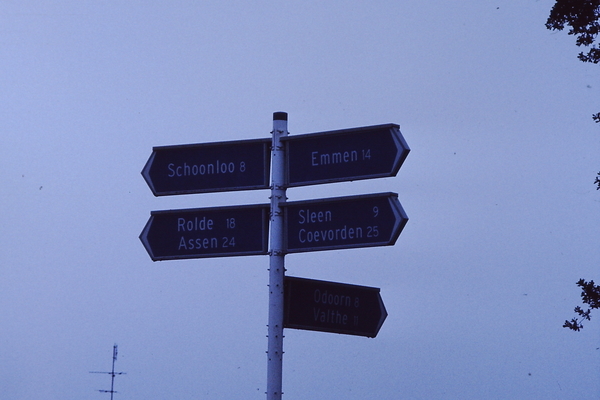 Schoonloo 8
Emmen 14
Rolde 18
Assen 24
Sleen 9
Coevorden 25
Odoorn
Valthe